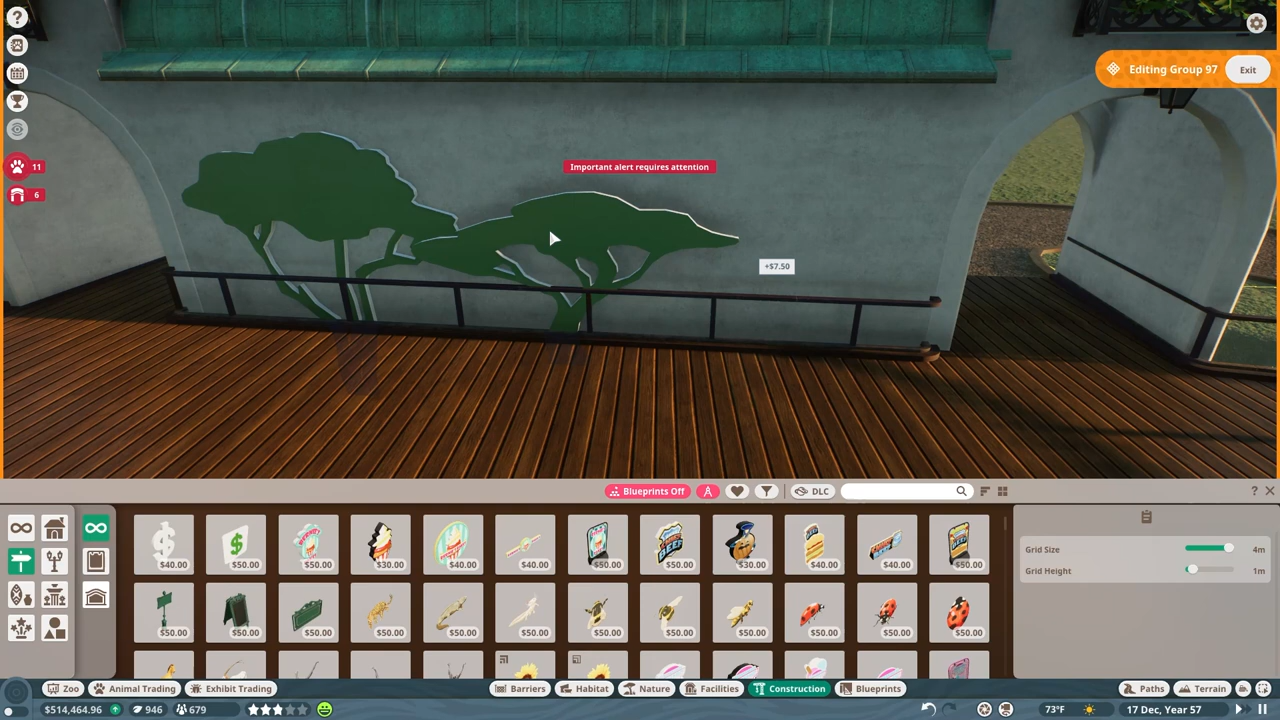 ?
Editing Group 97 Exit
11
Important alert requires attention
6
+$7.50
Blueprints Off DLC ?
$40.00 $50.00 $50.00 $30.00 $40.00 $40.00 $50.00 $50.00 $30.00 $40.00 $40.00 $50.00
Grid Size 4m
Grid Height 1m
$50.00 $50.00 $50.00 $50.00 $50.00 $50.00 $50.00 $50.00 $50.00 $50.00 $50.00 $50.00
Zoo Animal Trading Exhibit Trading Barriers Habitat Nature Facilities Construction Blueprints Paths Terrain
$514,464.96 946 679 73°F 17 Dec, Year 57